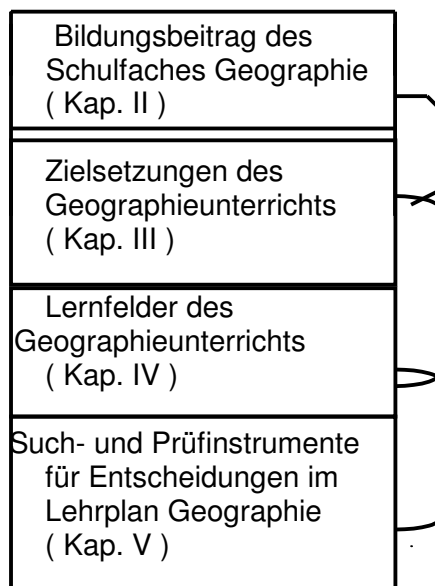 Bildungsbeitrag des
Schulfaches Geographie
( Kap. II )
Zielsetzungen des
Geographieunterrichts
( Kap. III )
Lernfelder des
Geographieunterrichts
( Kap. IV )
Such- und Prüfinstrumente
für Entscheidungen im
Lehrplan Geographie
( Kap. V )